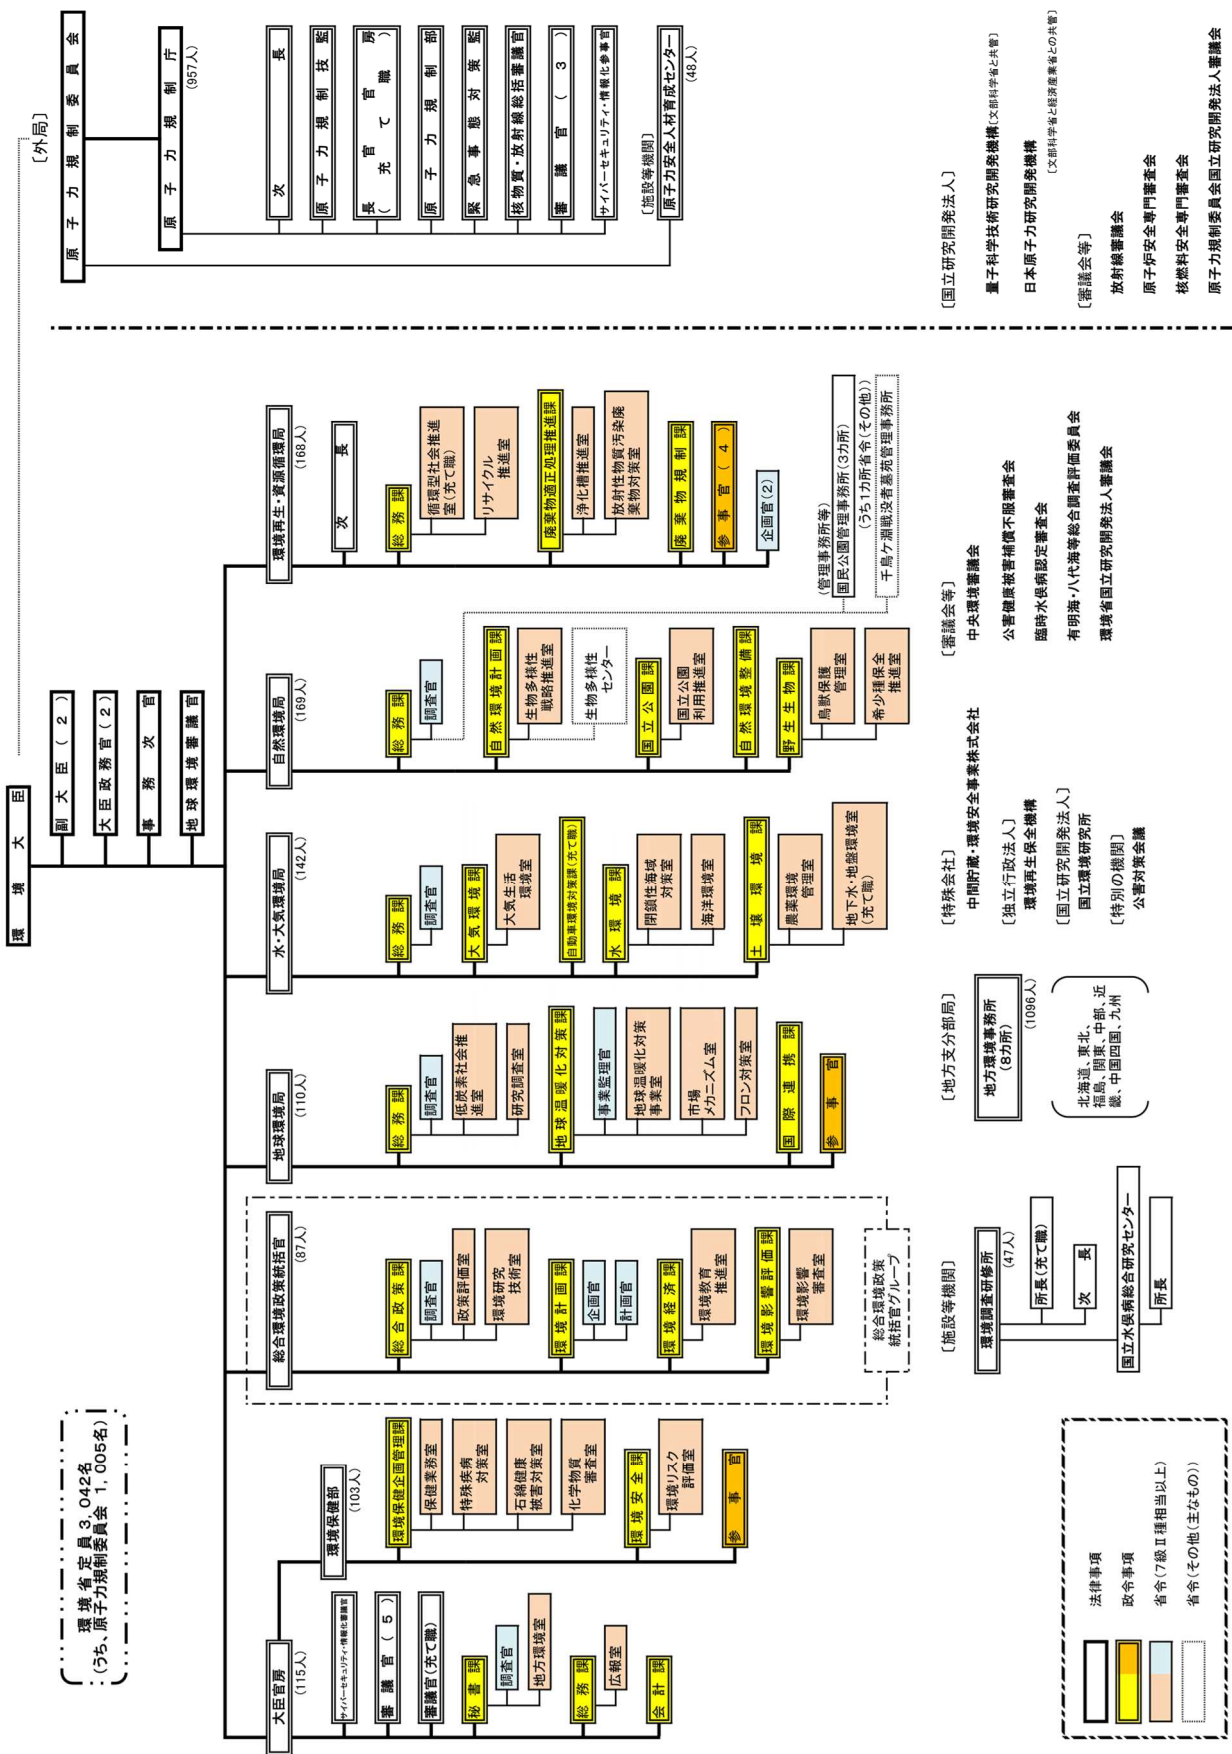 環境省定員3,042名
(うち、原子力規制委員会 1,005名)
環境大臣
副大臣(2)
大臣政務官(2)
事務次官
地球環境審議官
大臣官房
(115人)
サイバーセキュリティ・情報化審議官
審議官(5)
審議官(充て職)
秘書課
調査官
地方環境室
総務課
広報室
会計課
環境保健部
(103人)
環境保健企画管理課
保健業務室
特殊疾病
対策室
石綿健康
被害対策室
化学物質
審査室
環境安全課
環境リスク
評価室
参事官
総合環境政策統括官
(87人)
総合政策課
調査官
政策評価室
環境研究
技術室
環境計画課
企画官
計画官
環境経済課
環境教育
推進室
環境影響評価課
環境影響
審査室
総合環境政策
統括官グループ
地球環境局
(110人)
総務課
調査官
低炭素社会推
進室
研究調査室
地球温暖化対策課
事業監理官
地球温暖化対策
事業室
市場
メカニズム室
フロン対策室
国際連携課
参事官
水・大気環境局
(142人)
総務課
調査官
大気環境課
大気生活
環境室
自動車環境対策課(充て職)
水環境課
閉鎖性海域
対策室
海洋環境室
土壌環境課
農薬環境
管理室
地下水・地盤環境室
(充て職)
自然環境局
(169人)
総務課
調査官
自然環境計画課
生物多様性
戦略推進室
生物多様性
センター
国立公園課
国立公園
利用推進室
自然環境整備課
野生生物課
鳥獣保護
管理室
希少種保全
推進室
(管理事務所等)
国民公園管理事務所(3カ所)
(うち1カ所省令(その他))
千鳥ケ淵戦没者墓苑管理事務所
環境再生・資源循環局
(168人)
次長
総務課
循環型社会推進
室(充て職)
リサイクル
推進室
廃棄物適正処理推進課
浄化槽推進室
放射性物質汚染廃
棄物対策室
廃棄物規制課
参事官(4)
企画官(2)
[外局]
原子力規制委員会
原子力規制庁
(957人)
次長
原子力規制技監
長官官房
(充て職)
原子力規制部
緊急事態対策監
核物質・放射線総括審議官
審議官(3)
サイバーセキュリティ・情報化参事官
[施設等機関]
原子力安全人材育成センター
(48人)
[施設等機関]
環境調査研修所
(47人)
所長(充て職)
次長
国立水俣病総合研究センター
所長
[地方支分部局]
地方環境事務所
(8カ所)
(1096人)
北海道、東北、
福島、関東、中部、近
畿、中国四国、九州
[特殊会社]
中間貯蔵・環境安全事業株式会社
[独立行政法人]
環境再生保全機構
[国立研究開発法人]
国立環境研究所
[特別の機関]
公害対策会議
[審議会等]
中央環境審議会
公害健康被害補償不服審査会
臨時水俣病認定審査会
有明海・八代海等総合調査評価委員会
環境省国立研究開発法人審議会
[国立研究開発法人]
量子科学技術研究開発機構[文部科学省と共管]
日本原子力研究開発機構
[文部科学省と経済産業省との共管]
[審議会等]
放射線審議会
原子炉安全専門審査会
核燃料安全専門審査会
原子力規制委員会国立研究開発法人審議会
法律事項
政令事項
省令(7級Ⅱ種相当以上)
省令(その他(主なもの))